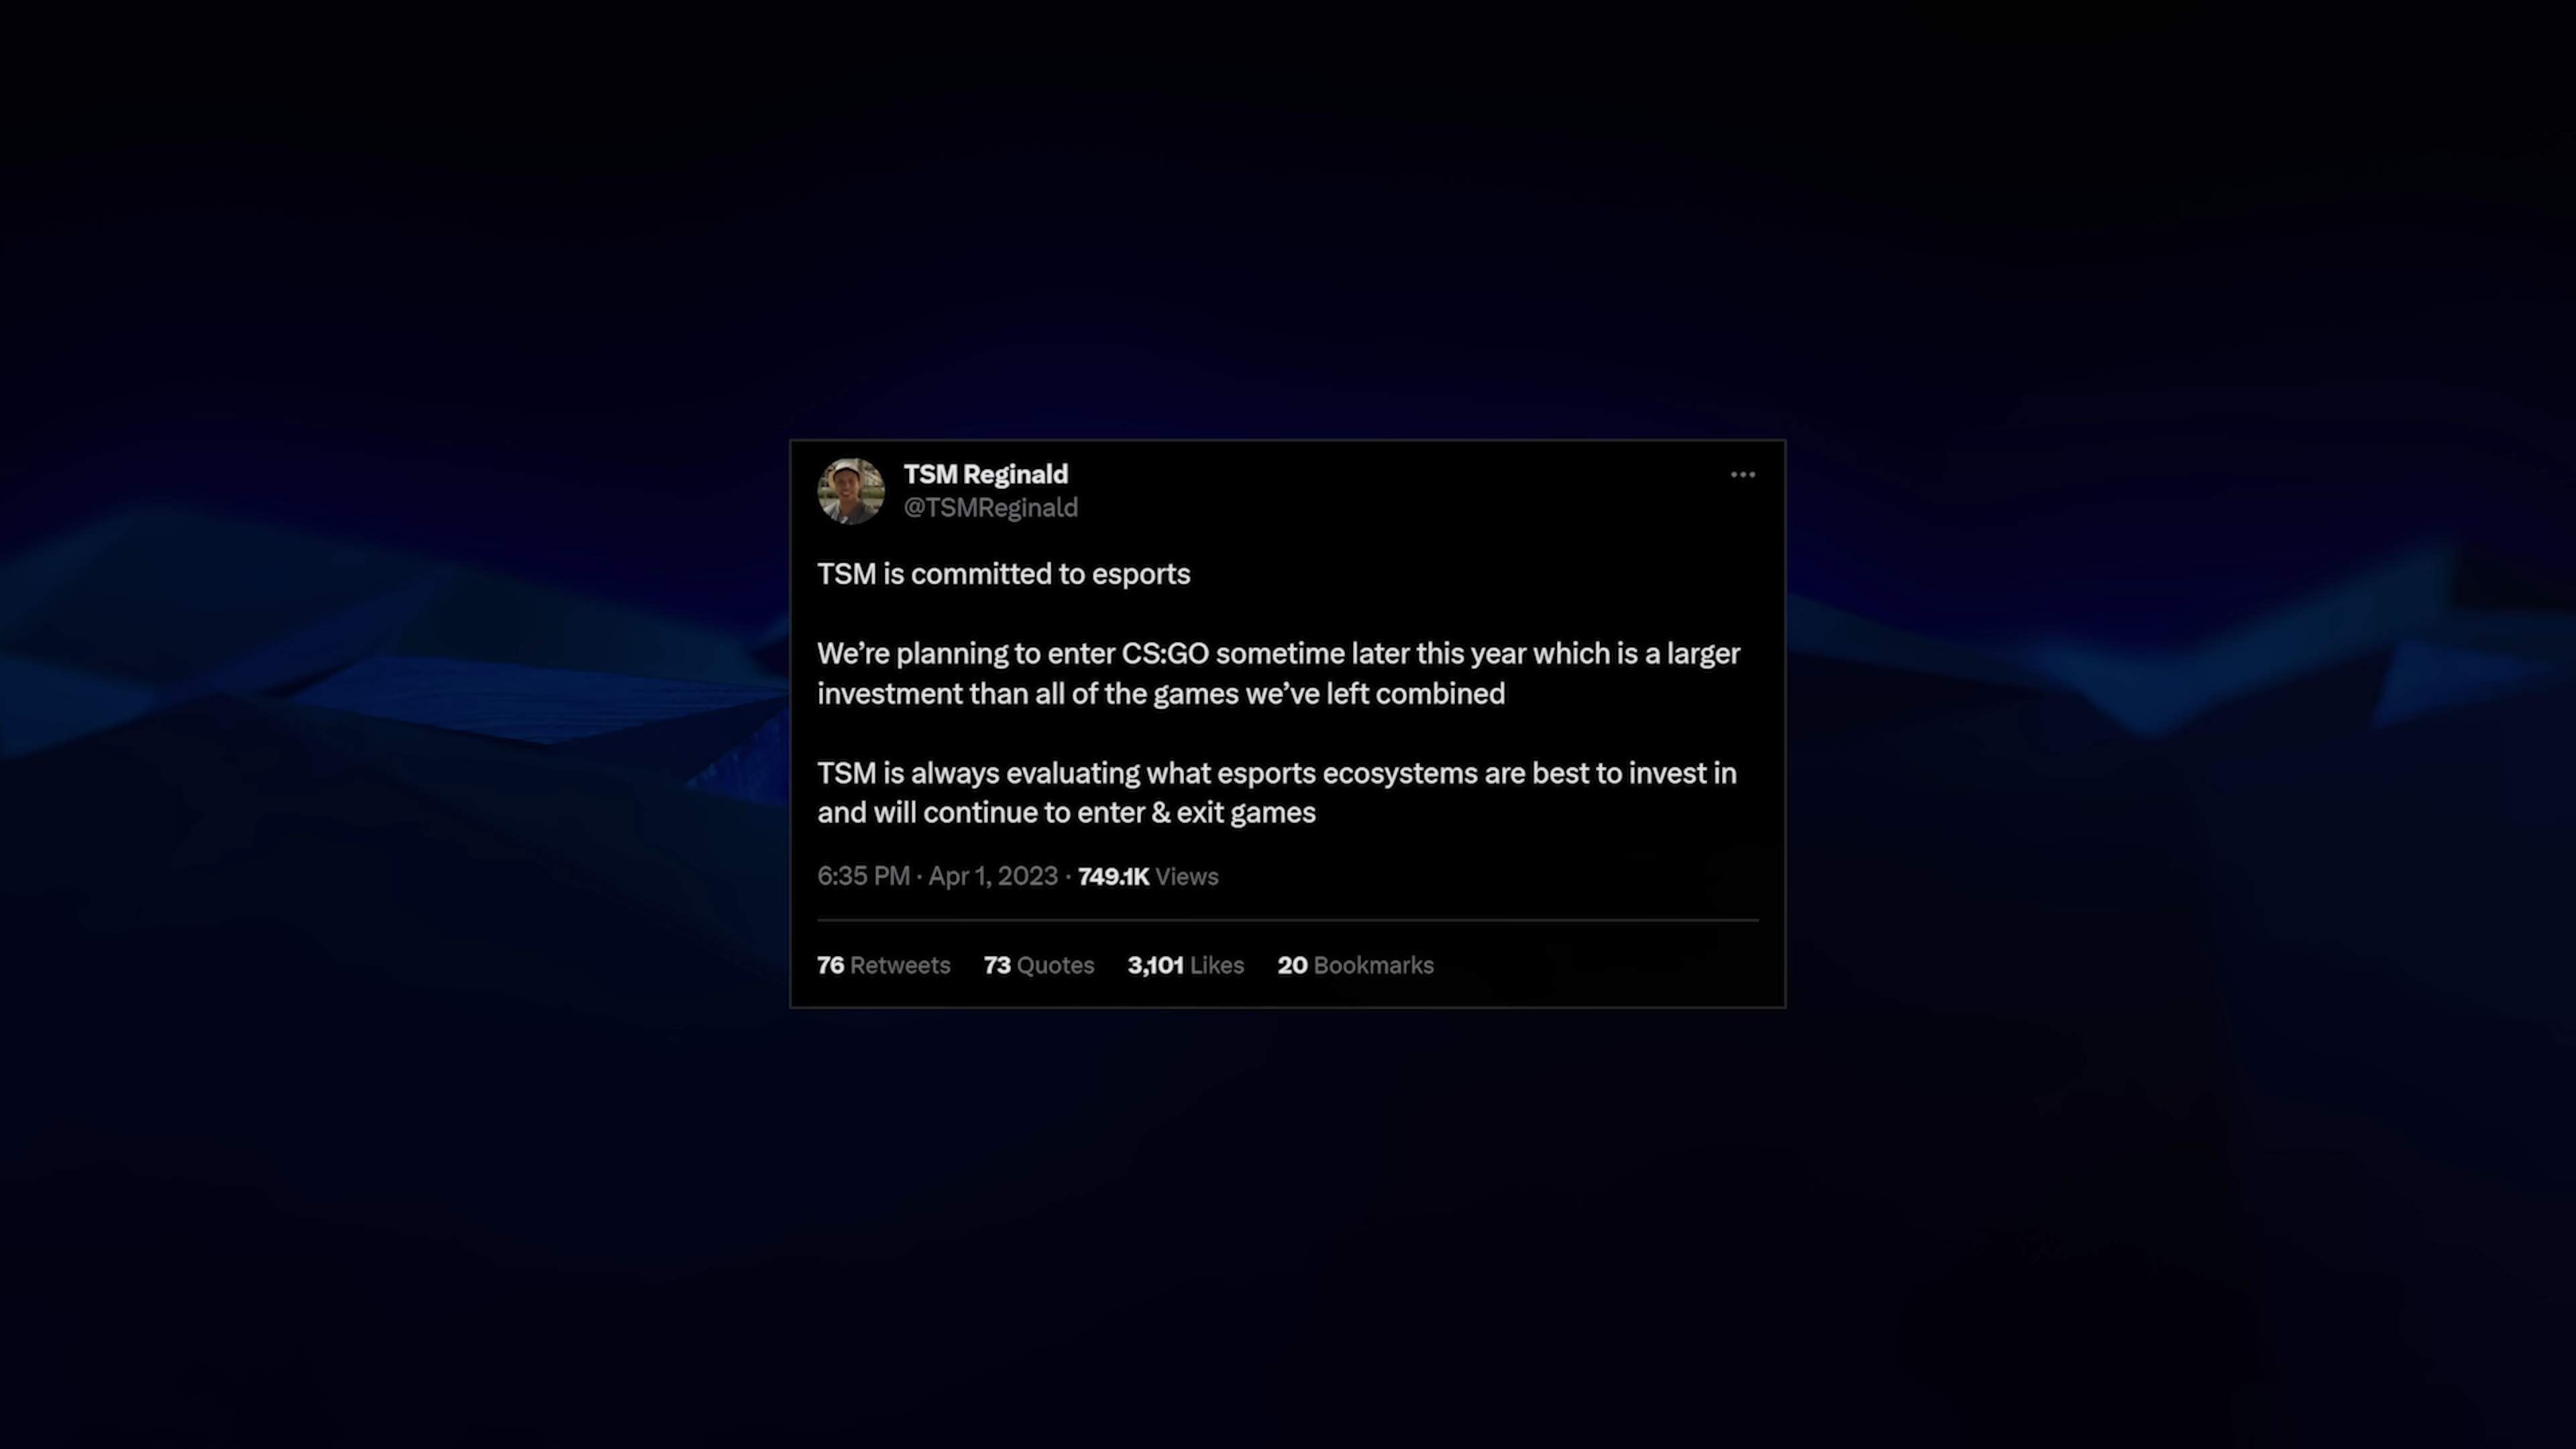 TSM Reginald
@TSMReginald
TSM is committed to esports
We’re planning to enter CS:GO sometime later this year which is a larger
investment than all of the games we’ve left combined
TSM is always evaluating what esports ecosystems are best to invest in
and will continue to enter & exit games
6:35 PM · Apr 1, 2023 · 749.1K Views
76 Retweets 73 Quotes 3,101 Likes 20 Bookmarks